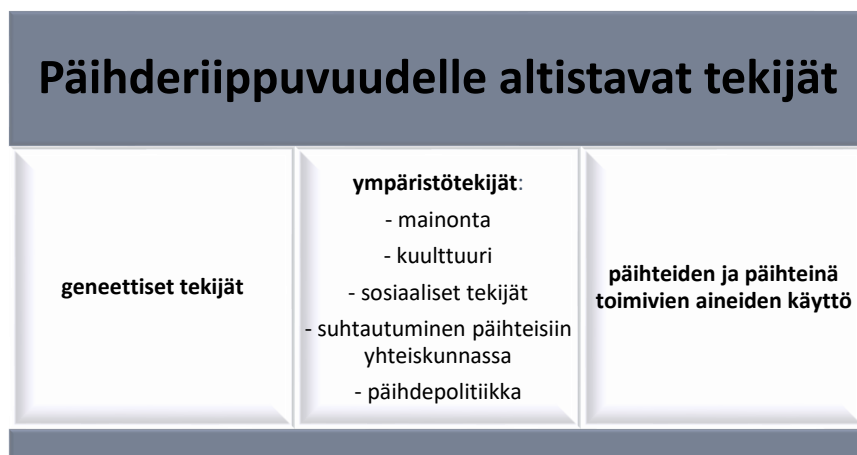 Päihderiippuvuudelle altistavat tekijät
geneettiset tekijät
ympäristötekijät:
- mainonta
- kuulttuuri
- sosiaaliset tekijät
- suhtautuminen päihteisiin
yhteiskunnassa
- päihdepolitiikka
päihteiden ja päihteinä
toimivien aineiden käyttö